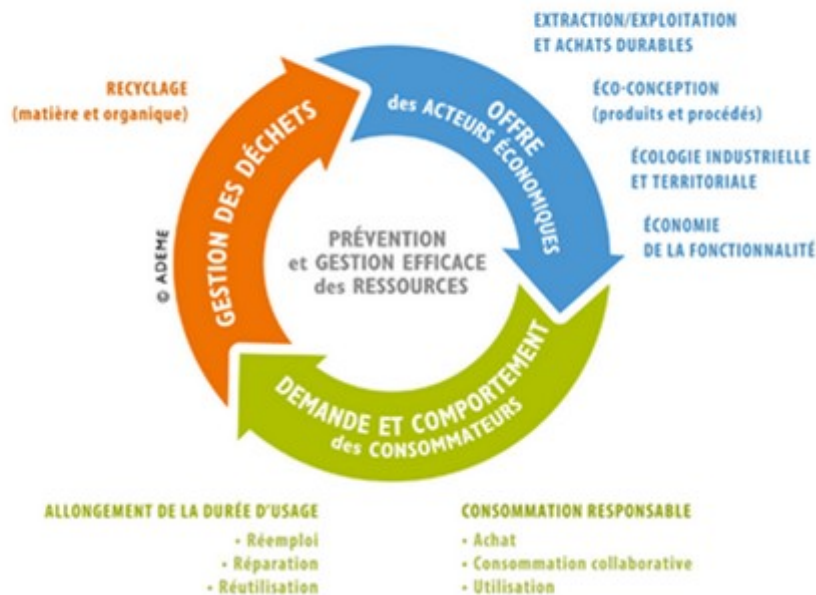 EXTRACTION/EXPLOITATION
ET ACHATS DURABLES
ÉCO-CONCEPTION
(produits et procédés)
ÉCOLOGIE INDUSTRIELLE
ET TERRITORIALE
ÉCONOMIE
DE LA FONCTIONNALITÉ
RECYCLAGE
(matière et organique)
OFFRE
des ACTEURS ÉCONOMIQUES
GESTION DES DÉCHETS
PRÉVENTION
et GESTION EFFICACE
des RESSOURCES
© ADEME
DEMANDE ET COMPORTEMENT
des CONSOMMATEURS
ALLONGEMENT DE LA DURÉE D'USAGE
• Réemploi
• Réparation
• Réutilisation
CONSOMMATION RESPONSABLE
• Achat
• Consommation collaborative
• Utilisation